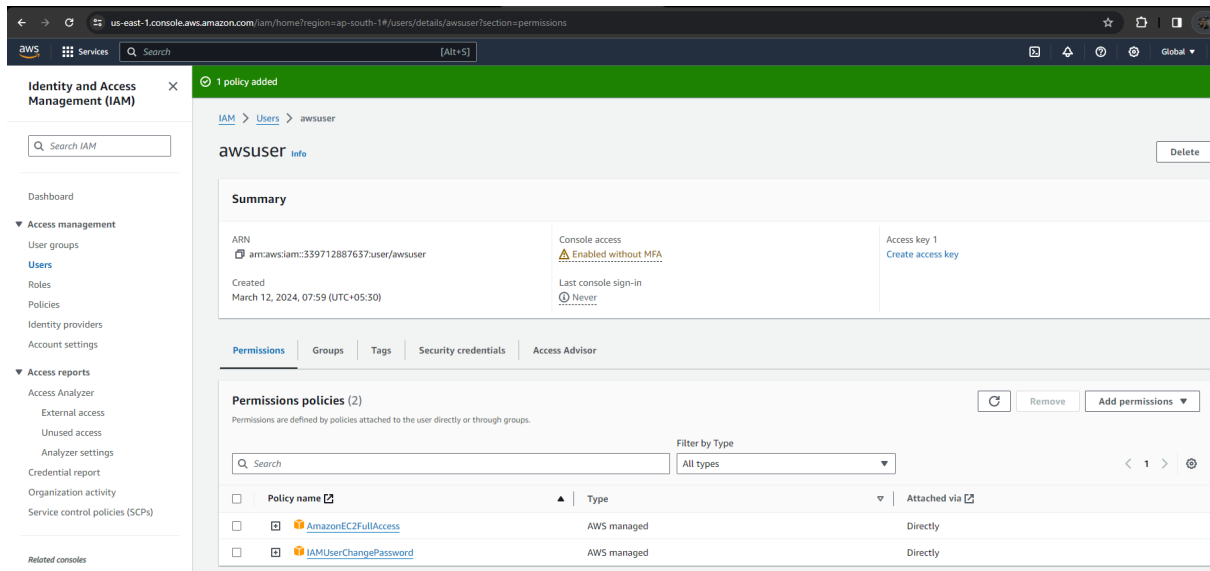 us-east-1.console.aws.amazon.com/iam/home?region=ap-south-1#/users/details/awsuser?section=permissions
aws Services Search [Alt+S] Global
Identity and Access Management (IAM)
Search IAM
Dashboard
Access management
User groups
Users
Roles
Policies
Identity providers
Account settings
Access reports
Access Analyzer
External access
Unused access
Analyzer settings
Credential report
Organization activity
Service control policies (SCPs)
Related consoles
1 policy added
IAM > Users > awsuser
awsuser Info
Delete
Summary
ARN
arn:aws:iam::339712887637:user/awsuser
Console access
Enabled without MFA
Access key 1
Create access key
Created
March 12, 2024, 07:59 (UTC+05:30)
Last console sign-in
Never
Permissions Groups Tags Security credentials Access Advisor
Permissions policies (2)
Remove
Add permissions
Permissions are defined by policies attached to the user directly or through groups.
Filter by Type
Search
All types
1
Policy name Type Attached via
AmazonEC2FullAccess AWS managed Directly
IAMUserChangePassword AWS managed Directly